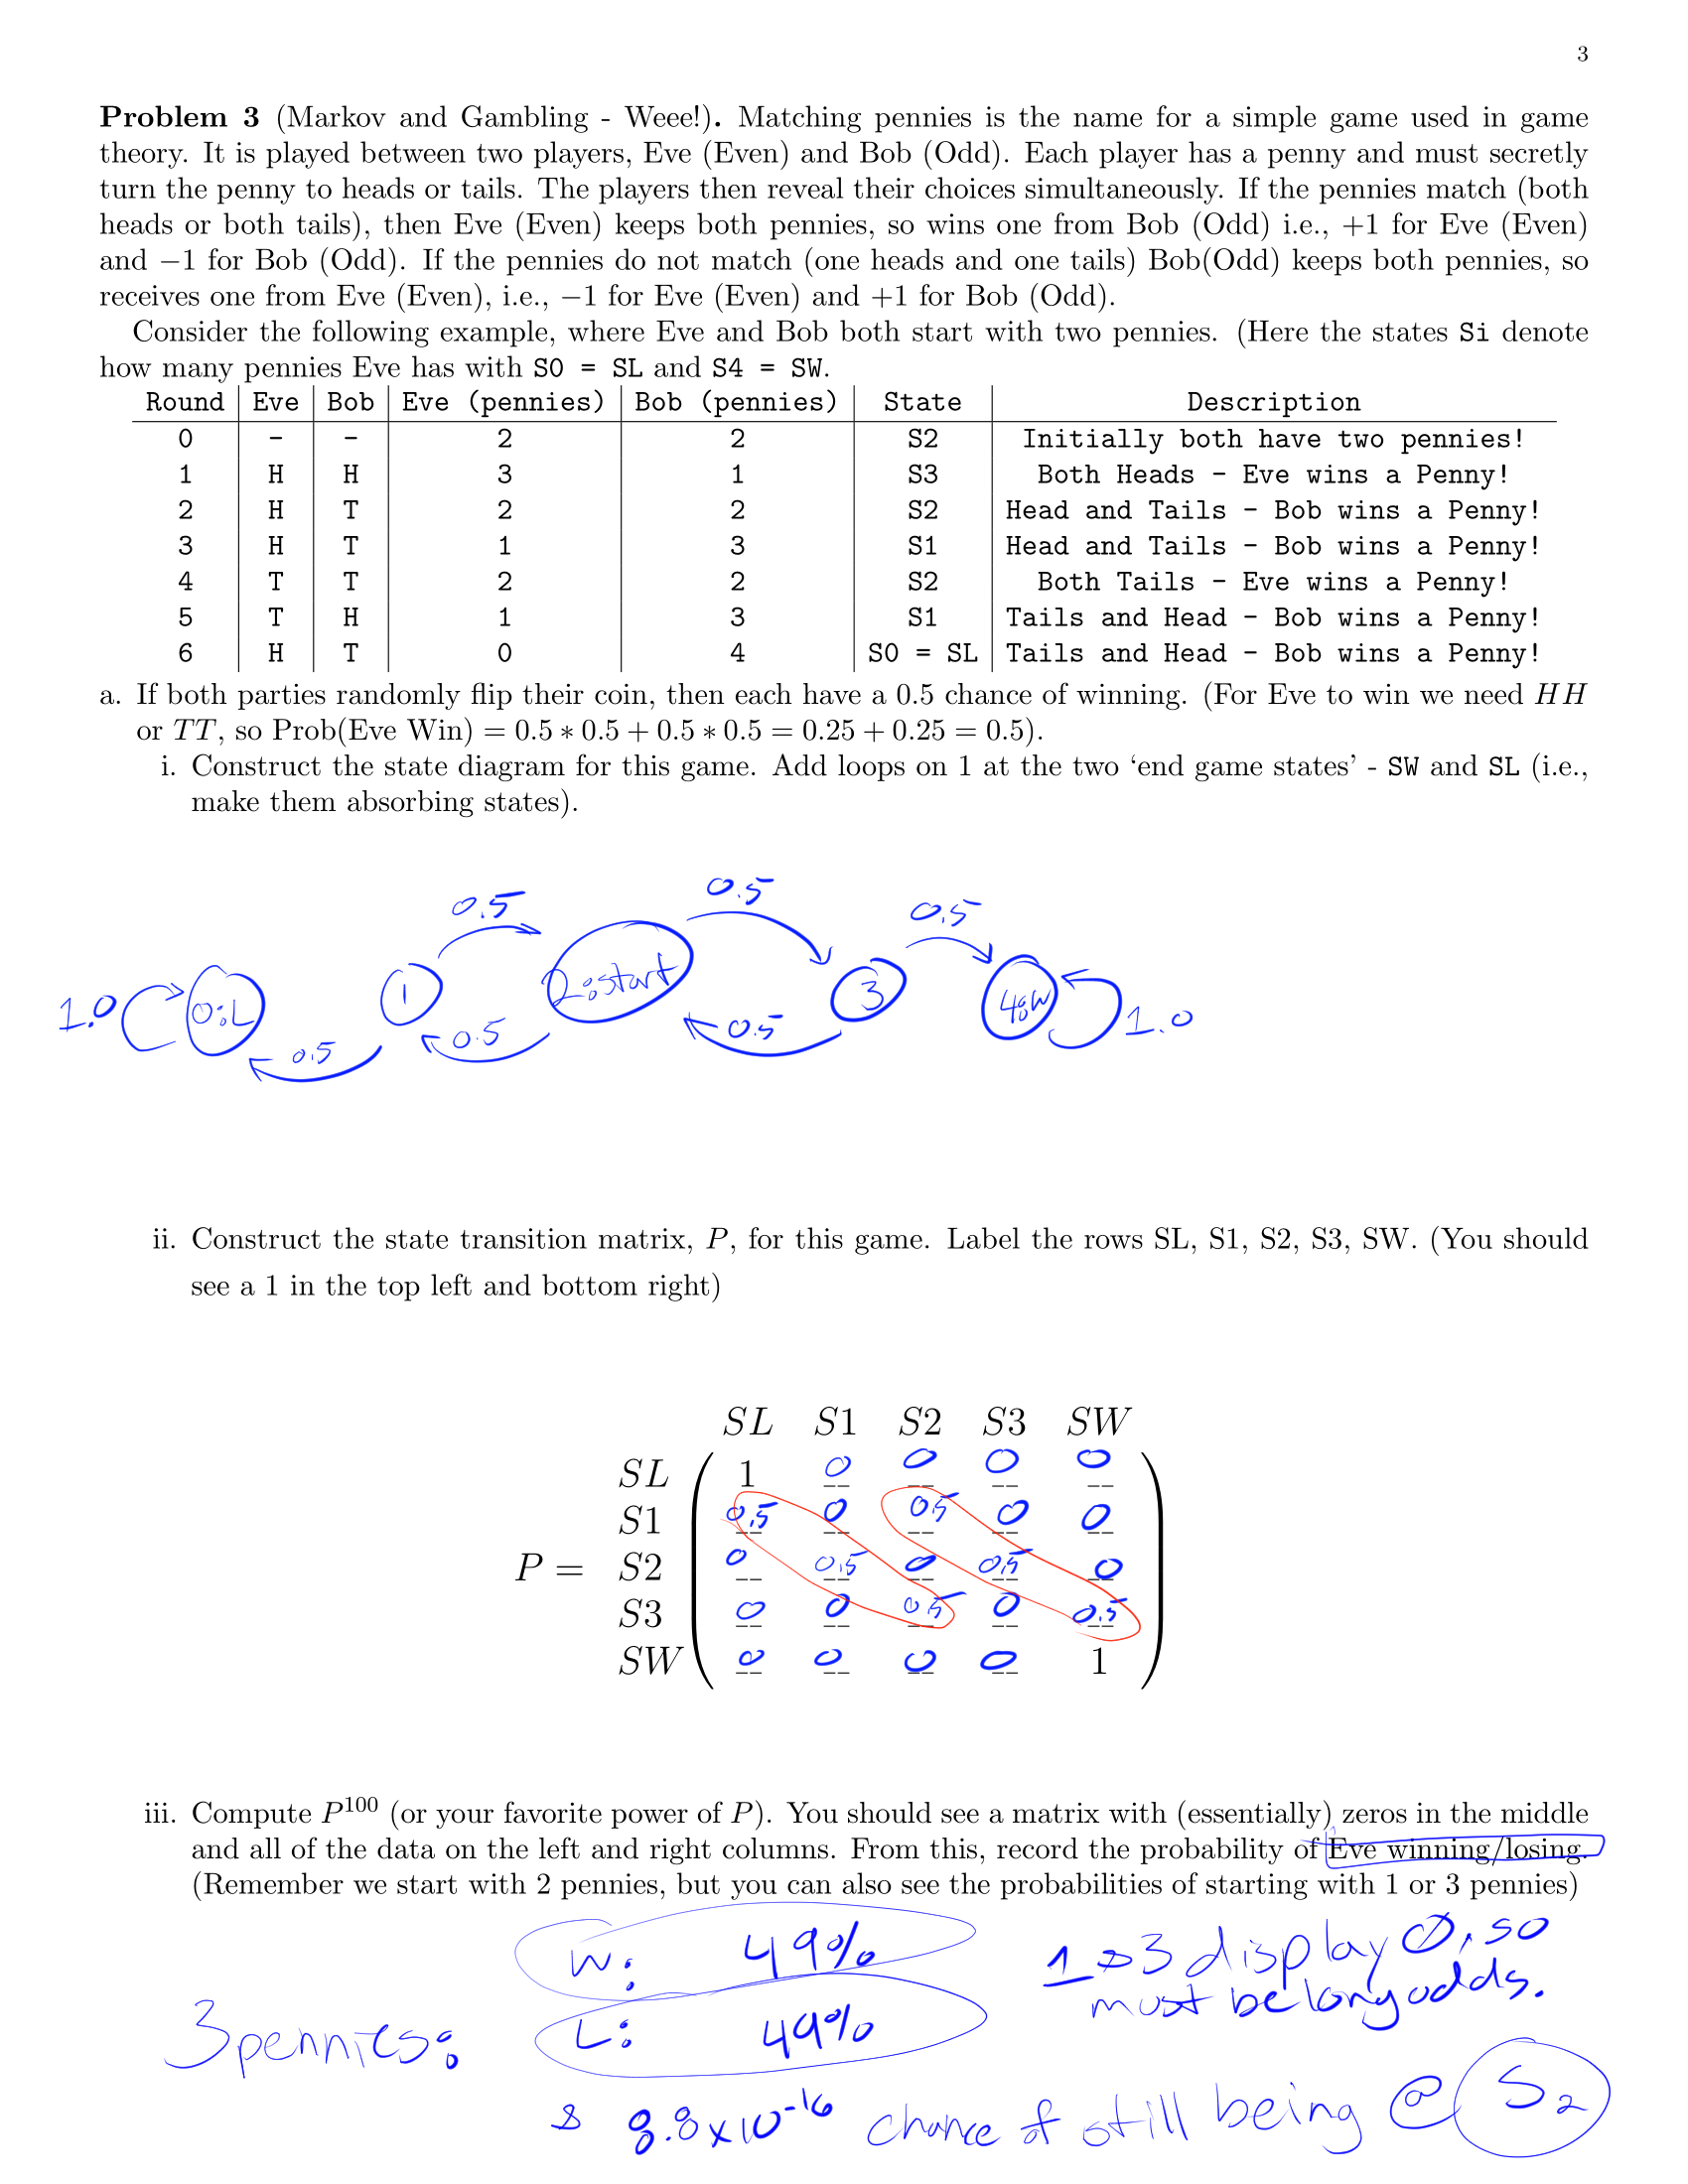 3
Problem 3 (Markov and Gambling - Weee!). Matching pennies is the name for a simple game used in game
theory. It is played between two players, Eve (Even) and Bob (Odd). Each player has a penny and must secretly
turn the penny to heads or tails. The players then reveal their choices simultaneously. If the pennies match (both
heads or both tails), then Eve (Even) keeps both pennies, so wins one from Bob (Odd) i.e., +1 for Eve (Even)
and −1 for Bob (Odd). If the pennies do not match (one heads and one tails) Bob(Odd) keeps both pennies, so
receives one from Eve (Even), i.e., −1 for Eve (Even) and +1 for Bob (Odd).
Consider the following example, where Eve and Bob both start with two pennies. (Here the states Si denote
how many pennies Eve has with S0 = SL and S4 = SW.
Round Eve Bob Eve (pennies) Bob (pennies) State Description
0 - - 2 2 S2 Initially both have two pennies!
1 H H 3 1 S3 Both Heads - Eve wins a Penny!
2 H T 2 2 S2 Head and Tails - Bob wins a Penny!
3 H T 1 3 S1 Head and Tails - Bob wins a Penny!
4 T T 2 2 S2 Both Tails - Eve wins a Penny!
5 T H 1 3 S1 Tails and Head - Bob wins a Penny!
6 H T 0 4 S0 = SL Tails and Head - Bob wins a Penny!
a. If both parties randomly flip their coin, then each have a 0.5 chance of winning. (For Eve to win we need HH
or TT, so Prob(Eve Win) = 0.5 ∗ 0.5 + 0.5 ∗ 0.5 = 0.25 + 0.25 = 0.5).
i. Construct the state diagram for this game. Add loops on 1 at the two ‘end game states’ - SW and SL (i.e.,
make them absorbing states).
0.5 0.5 0.5
1.0 0:L 1 2:start 3 4:W 1.0
0.5 0.5 0.5
ii. Construct the state transition matrix, P, for this game. Label the rows SL, S1, S2, S3, SW. (You should
see a 1 in the top left and bottom right)
SL S1 S2 S3 SW
SL 1 0 0 0 0
S1 0.5 0 0.5 0 0
P = S2 0 0.5 0 0.5 0
S3 0 0 0.5 0 0.5
SW 0 0 0 0 1
iii. Compute P^100 (or your favorite power of P). You should see a matrix with (essentially) zeros in the middle
and all of the data on the left and right columns. From this, record the probability of Eve winning/losing.
(Remember we start with 2 pennies, but you can also see the probabilities of starting with 1 or 3 pennies)
W: 49% 1 & 3 display 0, so
must be long odds.
3 pennies: L: 49%
& 8.8x10^-16 chance of still being @ S2